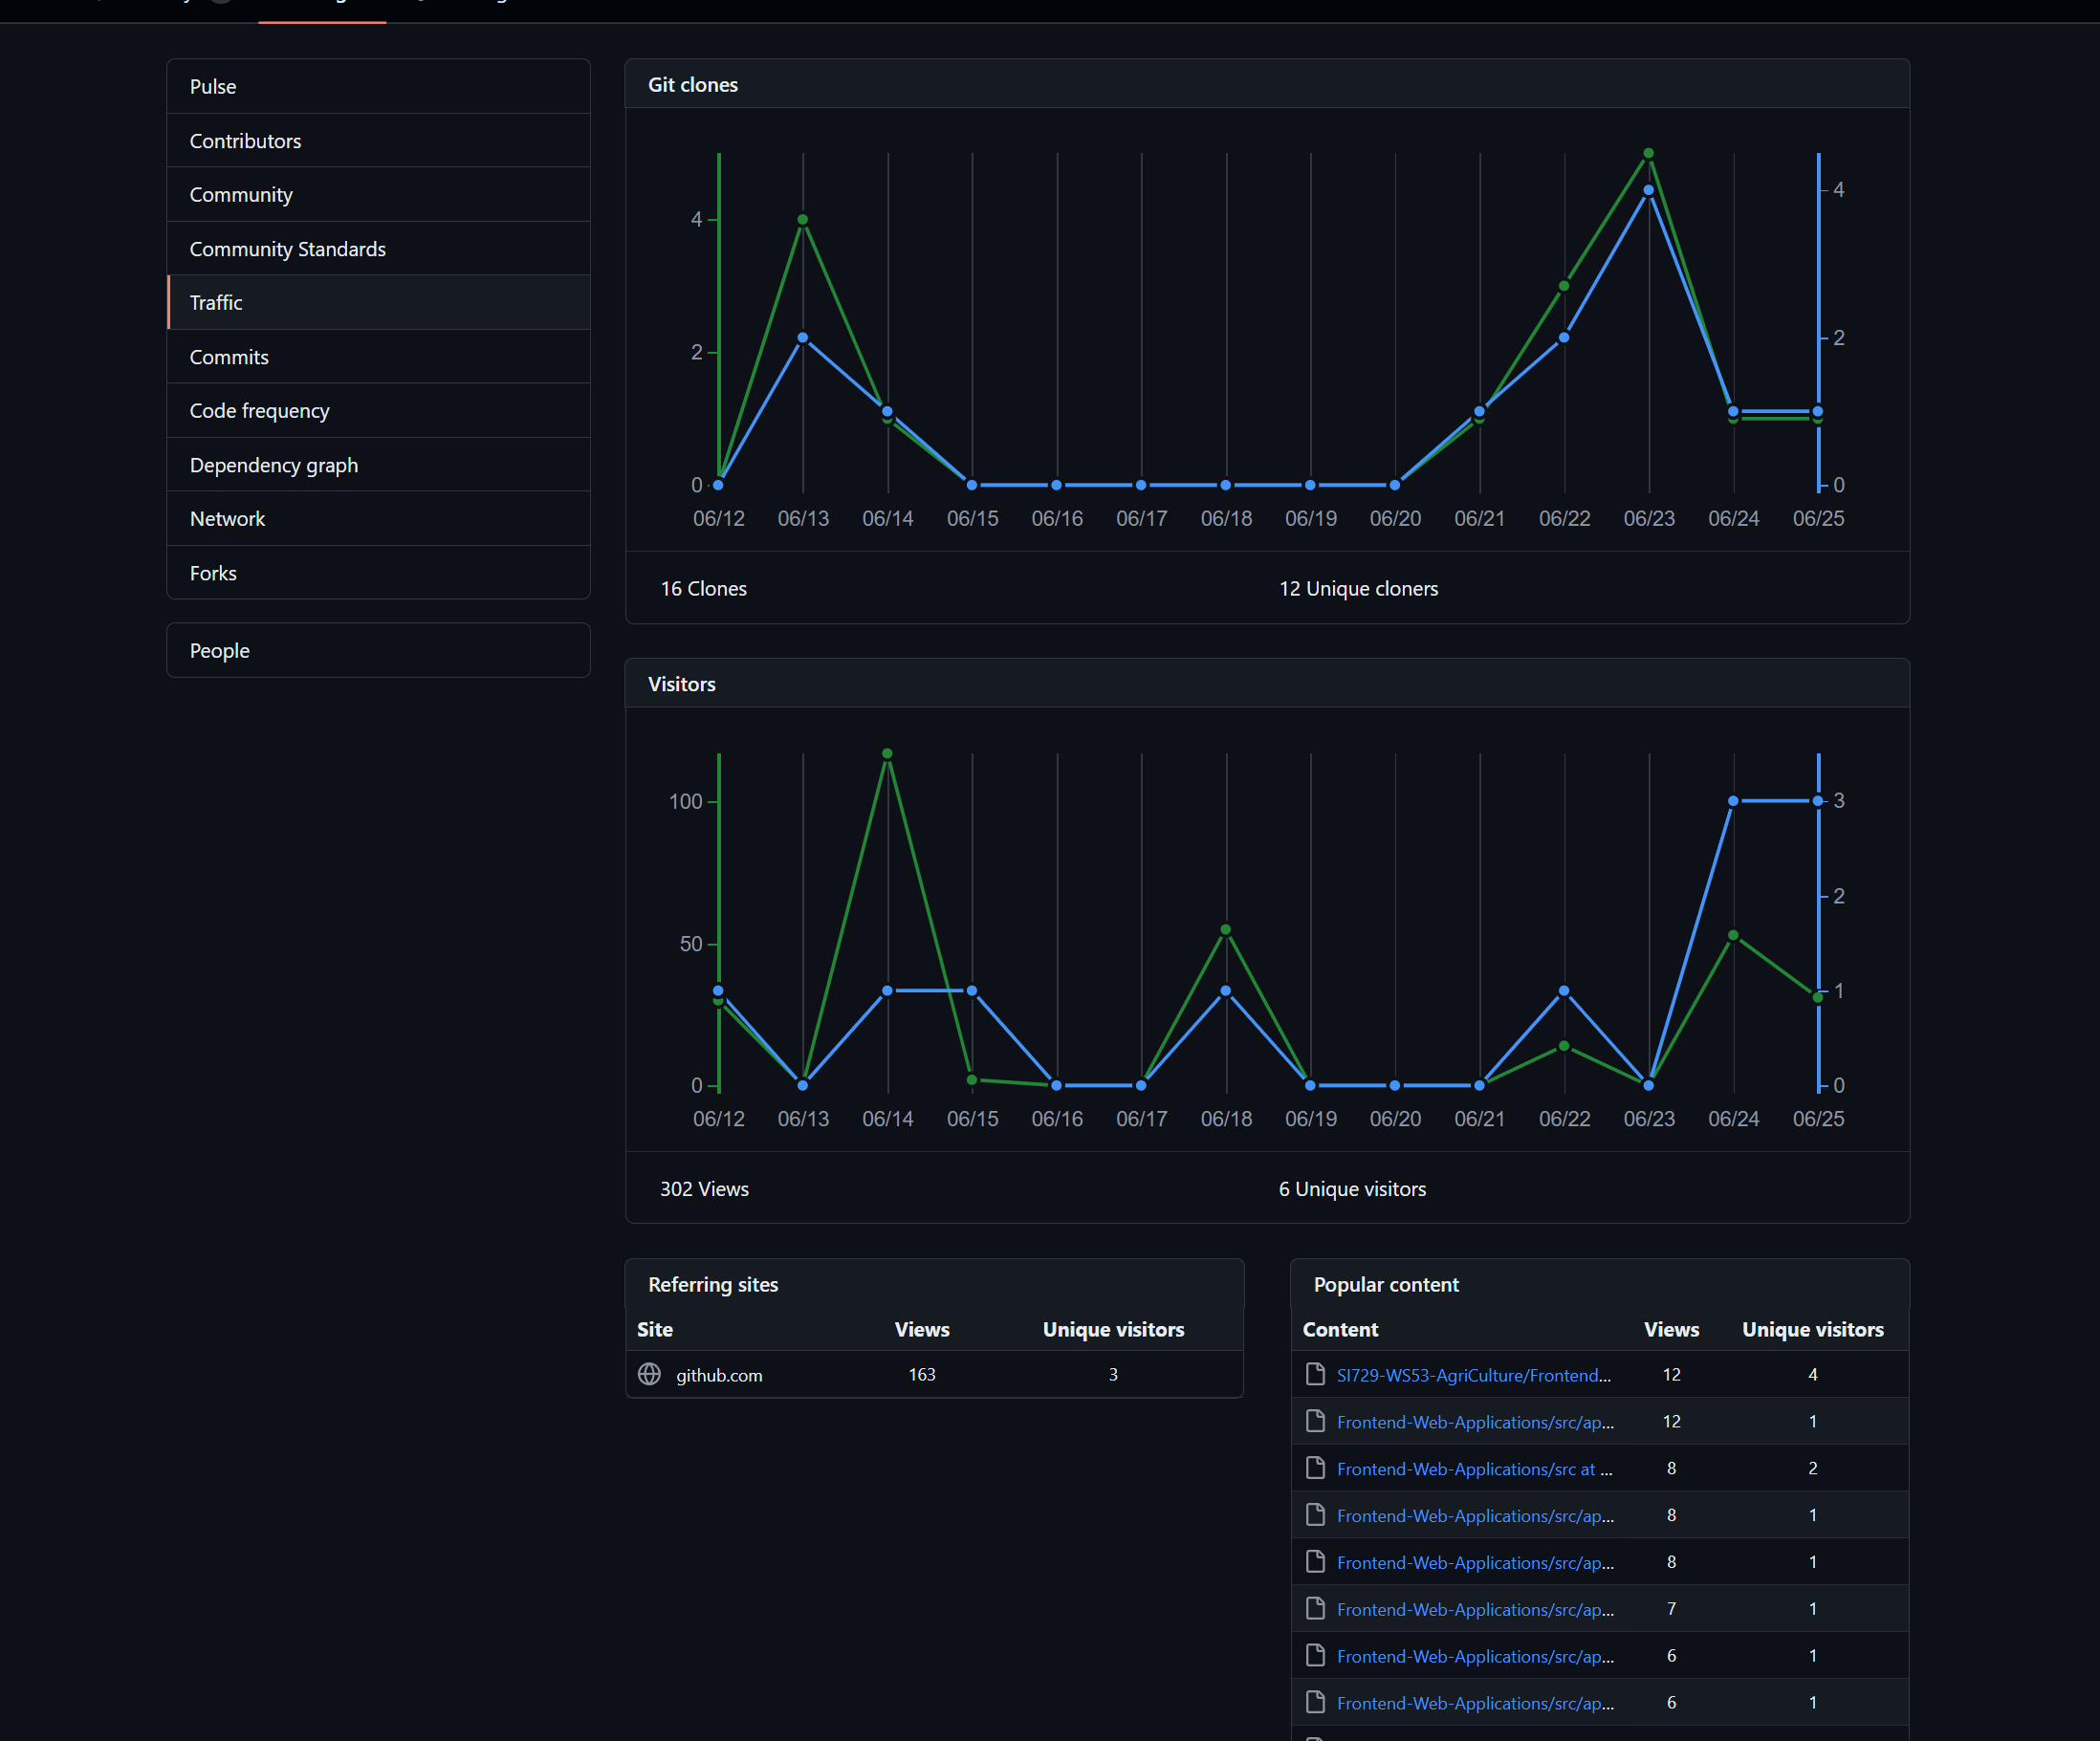 Pulse
Contributors
Community
Community Standards
Traffic
Commits
Code frequency
Dependency graph
Network
Forks
People
Git clones
4
2
0
4
2
0
06/12 06/13 06/14 06/15 06/16 06/17 06/18 06/19 06/20 06/21 06/22 06/23 06/24 06/25
16 Clones 12 Unique cloners
Visitors
100
50
0
3
2
1
0
06/12 06/13 06/14 06/15 06/16 06/17 06/18 06/19 06/20 06/21 06/22 06/23 06/24 06/25
302 Views 6 Unique visitors
Referring sites
Site Views Unique visitors
github.com 163 3
Popular content
Content Views Unique visitors
SI729-WS53-AgriCulture/Frontend... 12 4
Frontend-Web-Applications/src/ap... 12 1
Frontend-Web-Applications/src at ... 8 2
Frontend-Web-Applications/src/ap... 8 1
Frontend-Web-Applications/src/ap... 8 1
Frontend-Web-Applications/src/ap... 7 1
Frontend-Web-Applications/src/ap... 6 1
Frontend-Web-Applications/src/ap... 6 1